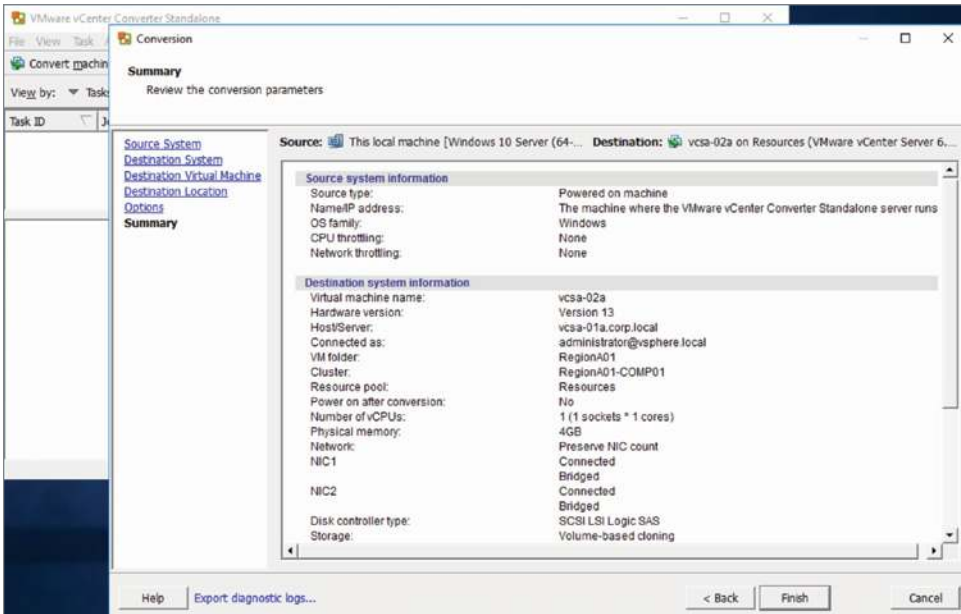 VMware vCenter Converter Standalone
File View Task
Convert machin
View by: Task
Task ID
Conversion
Summary
Review the conversion parameters
Source System
Destination System
Destination Virtual Machine
Destination Location
Options
Summary
Source: This local machine [Windows 10 Server (64-... Destination: vcsa-02a on Resources (VMware vCenter Server 6,...
Source system information
Source type: Powered on machine
Name/IP address: The machine where the VMware vCenter Converter Standalone server runs
OS family: Windows
CPU throttling: None
Network throttling: None
Destination system information
Virtual machine name: vcsa-02a
Hardware version: Version 13
Host/Server: vcsa-01a.corp.local
Connected as: administrator@vsphere.local
VM folder: RegionA01
Cluster: RegionA01-COMP01
Resource pool: Resources
Power on after conversion: No
Number of vCPUs: 1 (1 sockets * 1 cores)
Physical memory: 4GB
Network: Preserve NIC count
NIC1 Connected
Bridged
NIC2 Connected
Bridged
Disk controller type: SCSI LSI Logic SAS
Storage: Volume-based cloning
Help Export diagnostic logs... < Back Finish Cancel